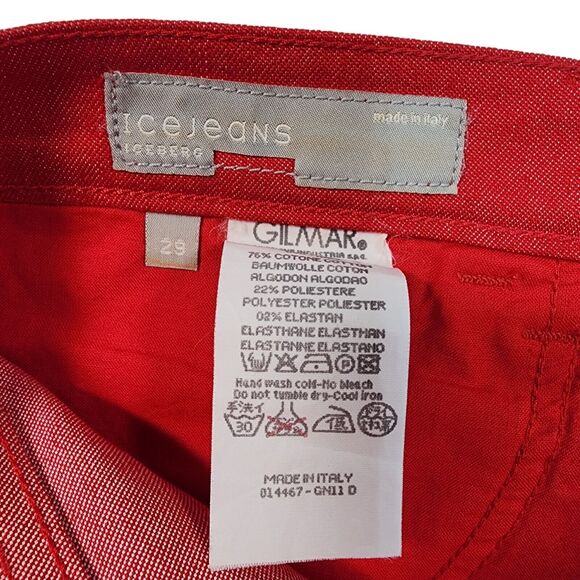 ICEJEANS
ICEBERG
made in italy
29
GILMAR®
76% COTONE COTTON
BAUMWOLLE COTON
ALGODON ALGODAO
22% POLIESTERE
POLYESTER POLIESTER
02% ELASTAN
ELASTHANE ELASTHAN
ELASTANNE ELASTANO
Hand wash cold-No bleach
Do not tumble dry-Cool iron
手洗イ
30
低
MADE IN ITALY
014467-GN11 D